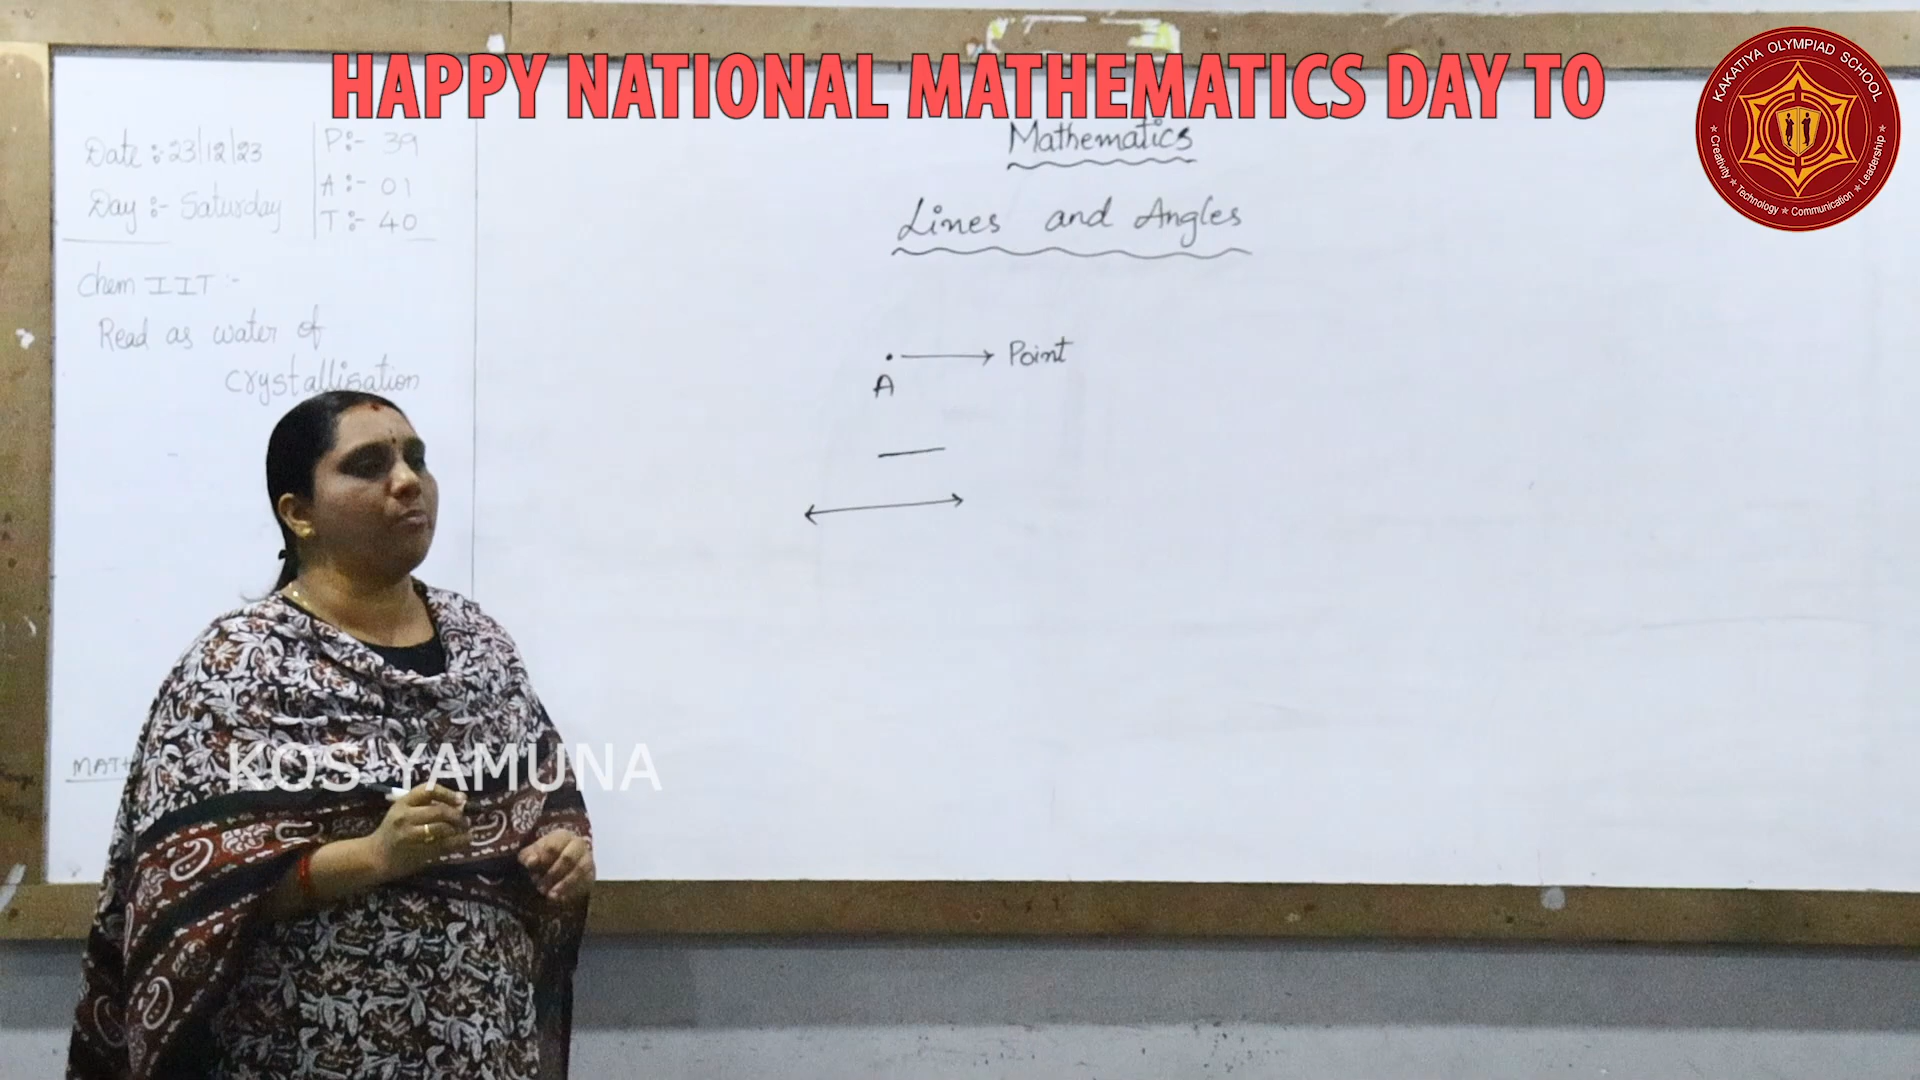 HAPPY NATIONAL MATHEMATICS DAY TO
KAKATIYA OLYMPIAD SCHOOL
★ Creativity ★ Technology ★ Communication ★ Leadership ★
Date :- 23/12/23
Day :- Saturday
P :- 39
A :- 01
T :- 40
Chem IIT :-
Read as water of
crystallisation
MATH
Mathematics
Lines and Angles
Point
A
KOS YAMUNA